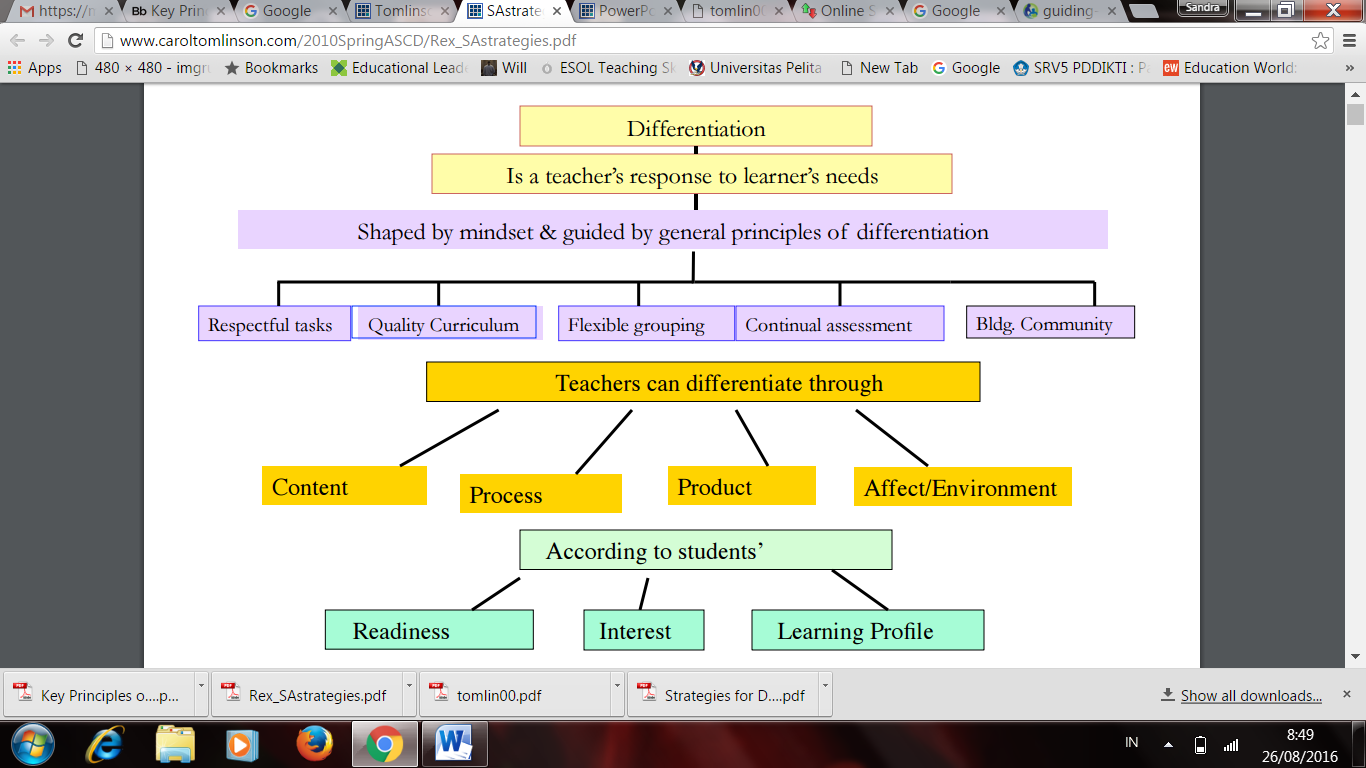 https://n
Bb Key Prin
Google
Tomlinso
SAstrate
PowerPo
tomlin00
Online S
Google
guiding-
Sandra
www.caroltomlinson.com/2010SpringASCD/Rex_SAstrategies.pdf
Apps 480 × 480 - imgr Bookmarks Educational Lead Will ESOL Teaching Sk Universitas Pelita New Tab Google SRV5 PDDIKTI : Pa ew Education World: »
Differentiation
Is a teacher's response to learner's needs
Shaped by mindset & guided by general principles of differentiation
Respectful tasks Quality Curriculum Flexible grouping Continual assessment Bldg. Community
Teachers can differentiate through
Content Process Product Affect/Environment
According to students'
Readiness Interest Learning Profile
Key Principles o....p... Rex_SAstrategies.pdf tomlin00.pdf Strategies for D....pdf Show all downloads...
IN 8:49
26/08/2016